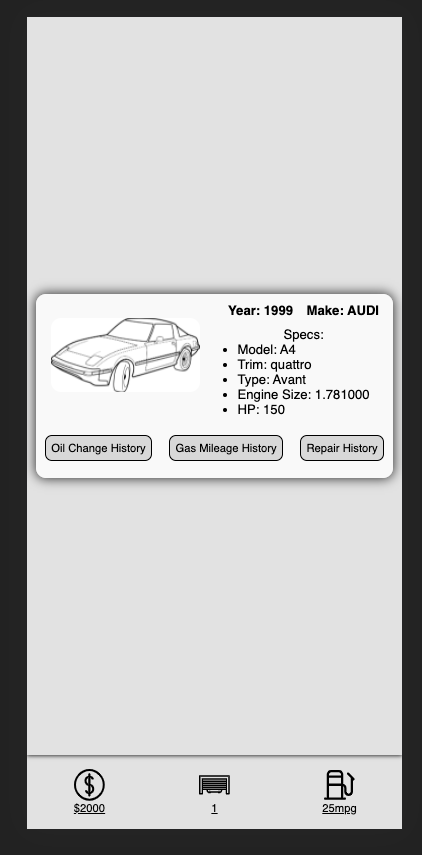 Year: 1999 Make: AUDI
Specs:
Model: A4
Trim: quattro
Type: Avant
Engine Size: 1.781000
HP: 150
Oil Change History Gas Mileage History Repair History
$
$2000 1 25mpg